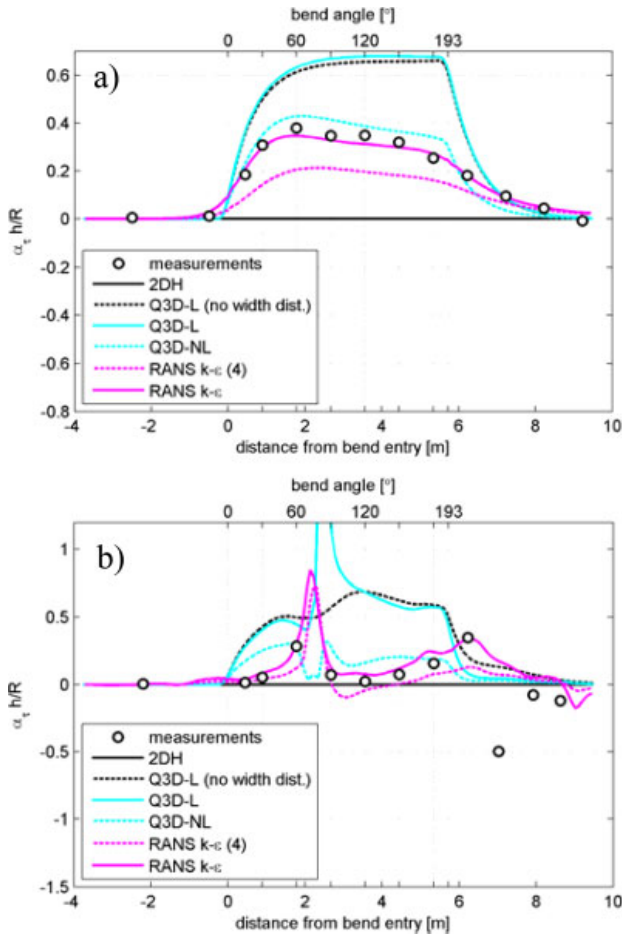 bend angle [°]
0 60 120 193
a)
0.6
0.4
0.2
0
-0.2
-0.4
-0.6
-0.8
α_τ h/R
measurements
2DH
Q3D-L (no width dist.)
Q3D-L
Q3D-NL
RANS k-ε (4)
RANS k-ε
-4 -2 0 2 4 6 8 10
distance from bend entry [m]
bend angle [°]
0 60 120 193
b)
1
0.5
0
-0.5
-1
-1.5
α_τ h/R
measurements
2DH
Q3D-L (no width dist.)
Q3D-L
Q3D-NL
RANS k-ε (4)
RANS k-ε
-4 -2 0 2 4 6 8 10
distance from bend entry [m]